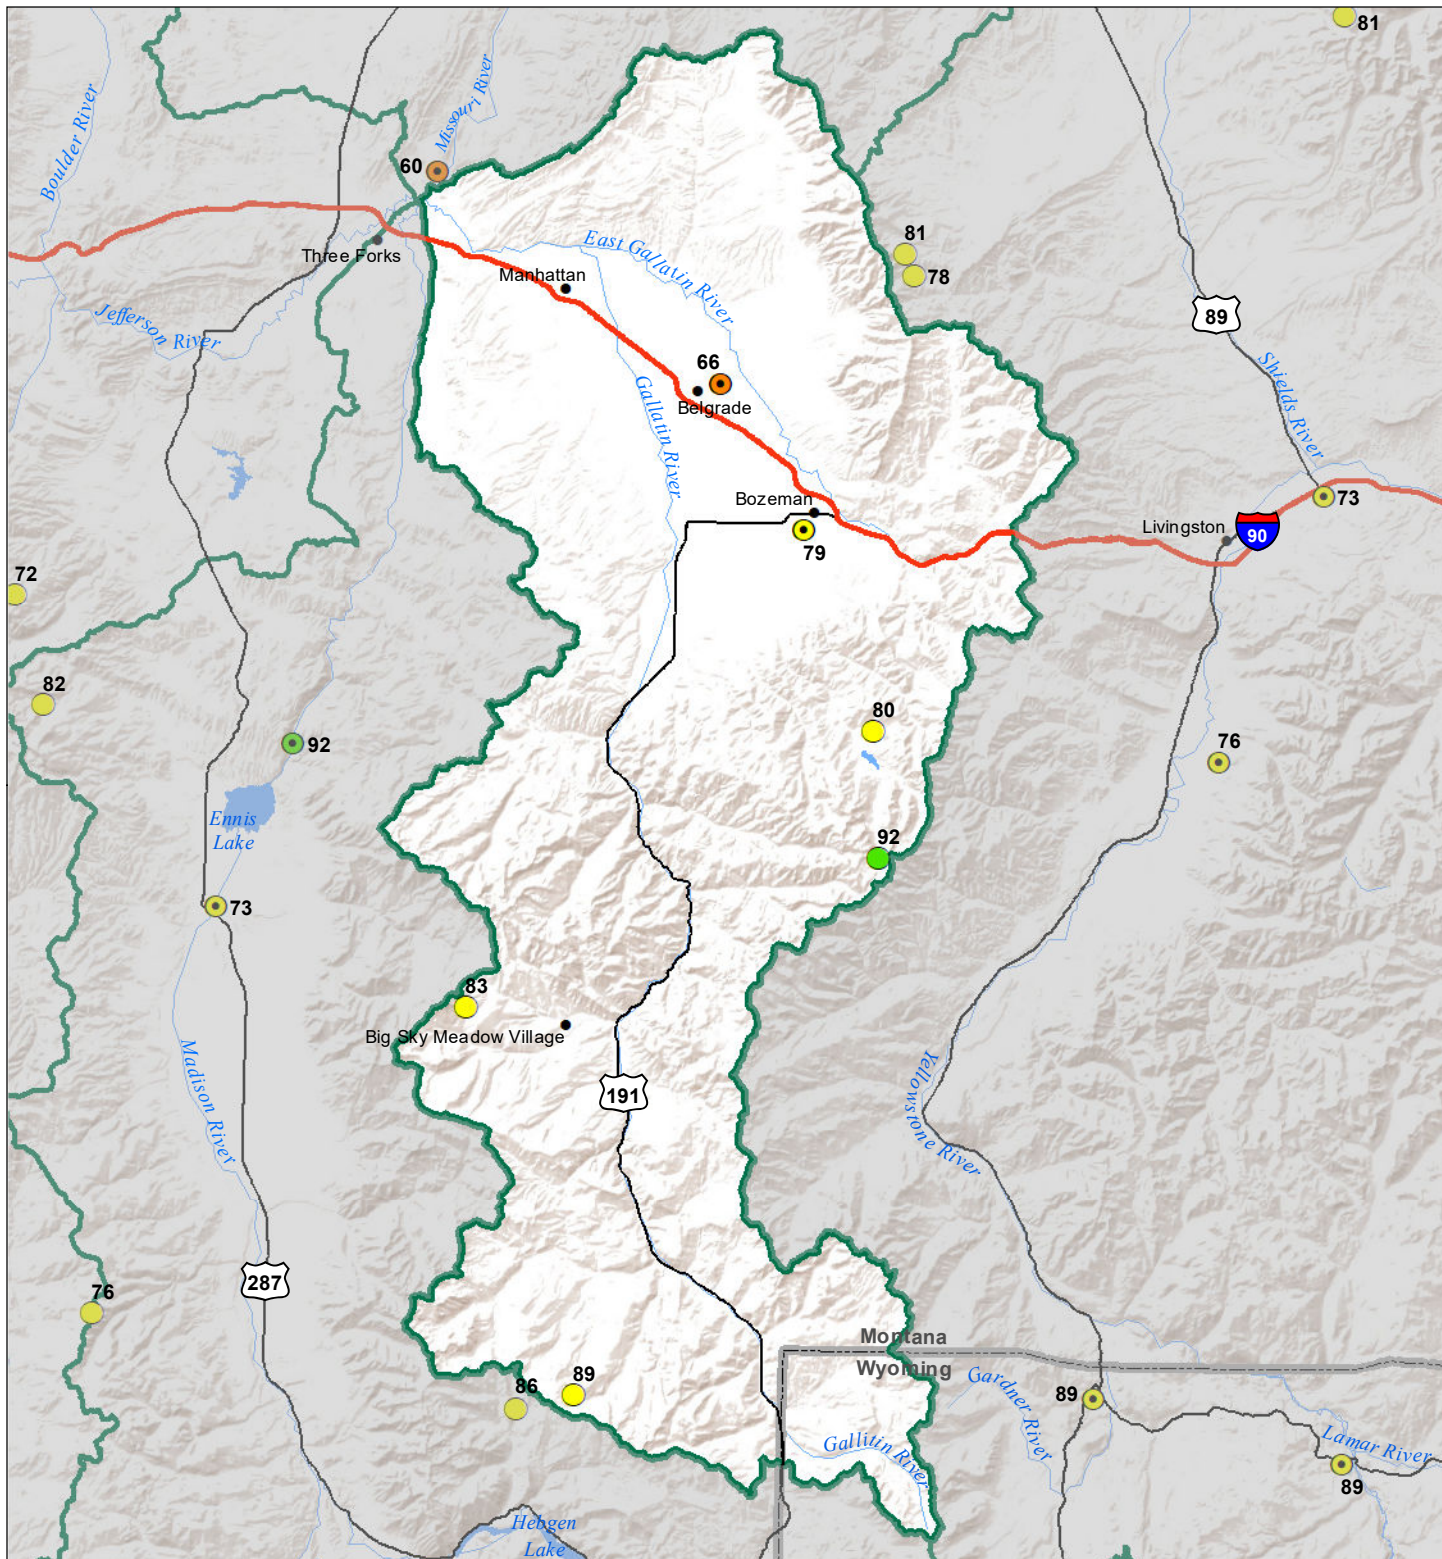 81
Missouri River
Boulder River
60
East Gallatin River
81
Three Forks
Manhattan
78
89
Jefferson River
66
Shields River
Gallatin River
Belgrade
Bozeman
73
Livingston
90
79
72
82
80
92
76
Ennis
Lake
92
73
83
Big Sky Meadow Village
Madison River
Yellowstone River
191
287
76
Montana
Wyoming
86
89
89
Gardner River
Gallitin River
Lamar River
89
Hebgen
Lake